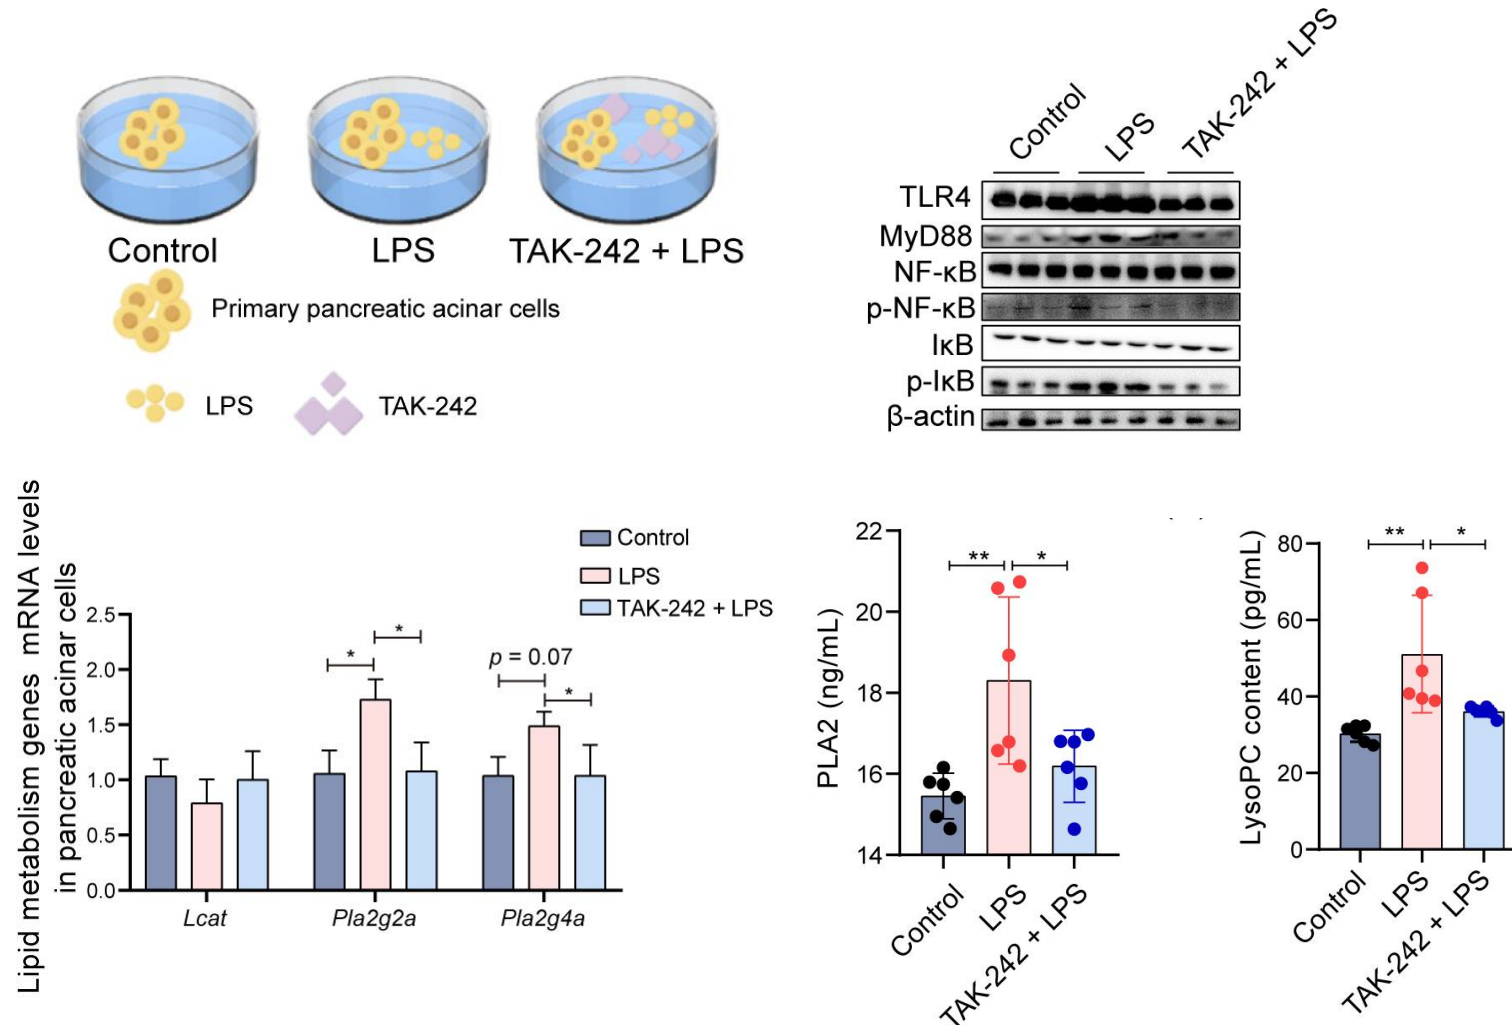 Control
LPS
TAK-242 + LPS
Primary pancreatic acinar cells
LPS
TAK-242
Control
LPS
TAK-242 + LPS
TLR4
MyD88
NF-κB
p-NF-κB
IκB
p-IκB
β-actin
Lipid metabolism genes mRNA levels
in pancreatic acinar cells
Control
LPS
TAK-242 + LPS
2.5
2.0
1.5
1.0
0.5
0.0
*
*
p = 0.07
*
Lcat
Pla2g2a
Pla2g4a
PLA2 (ng/mL)
22
20
18
16
14
**
*
Control
LPS
TAK-242 + LPS
LysoPC content (pg/mL)
80
60
40
20
0
**
*
Control
LPS
TAK-242 + LPS